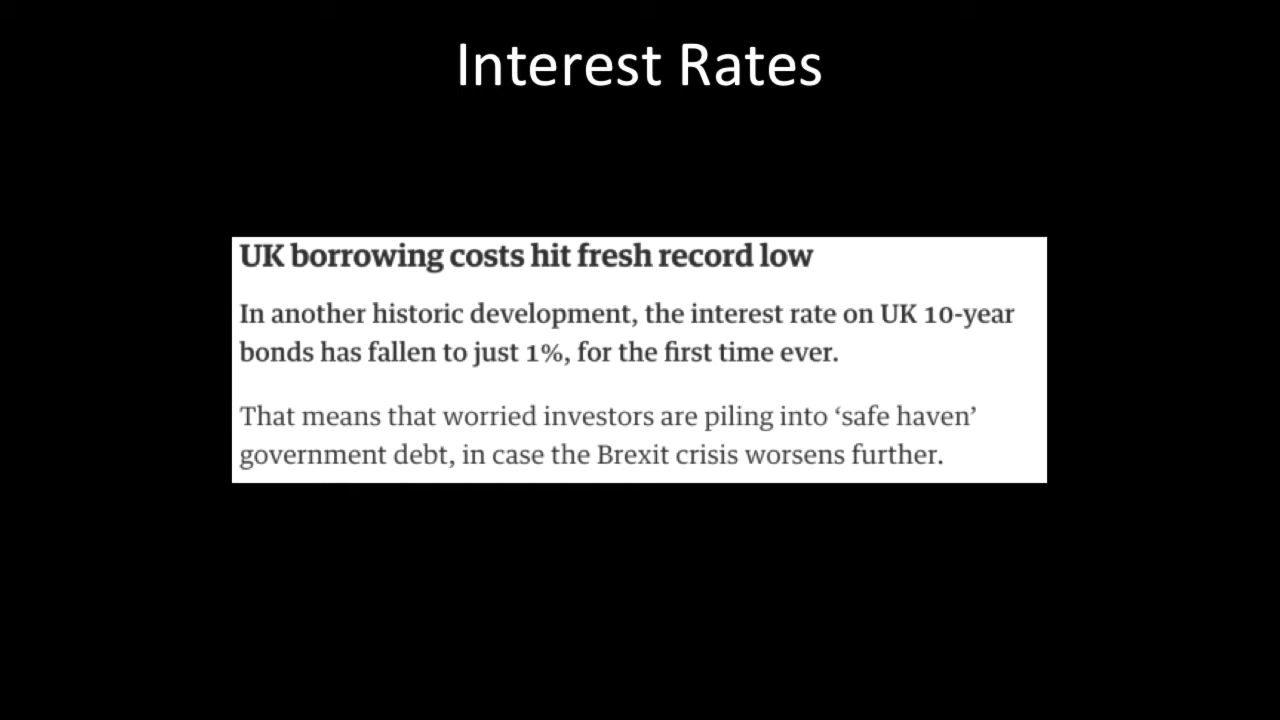 Interest Rates
UK borrowing costs hit fresh record low
In another historic development, the interest rate on UK 10-year
bonds has fallen to just 1%, for the first time ever.
That means that worried investors are piling into ‘safe haven’
government debt, in case the Brexit crisis worsens further.